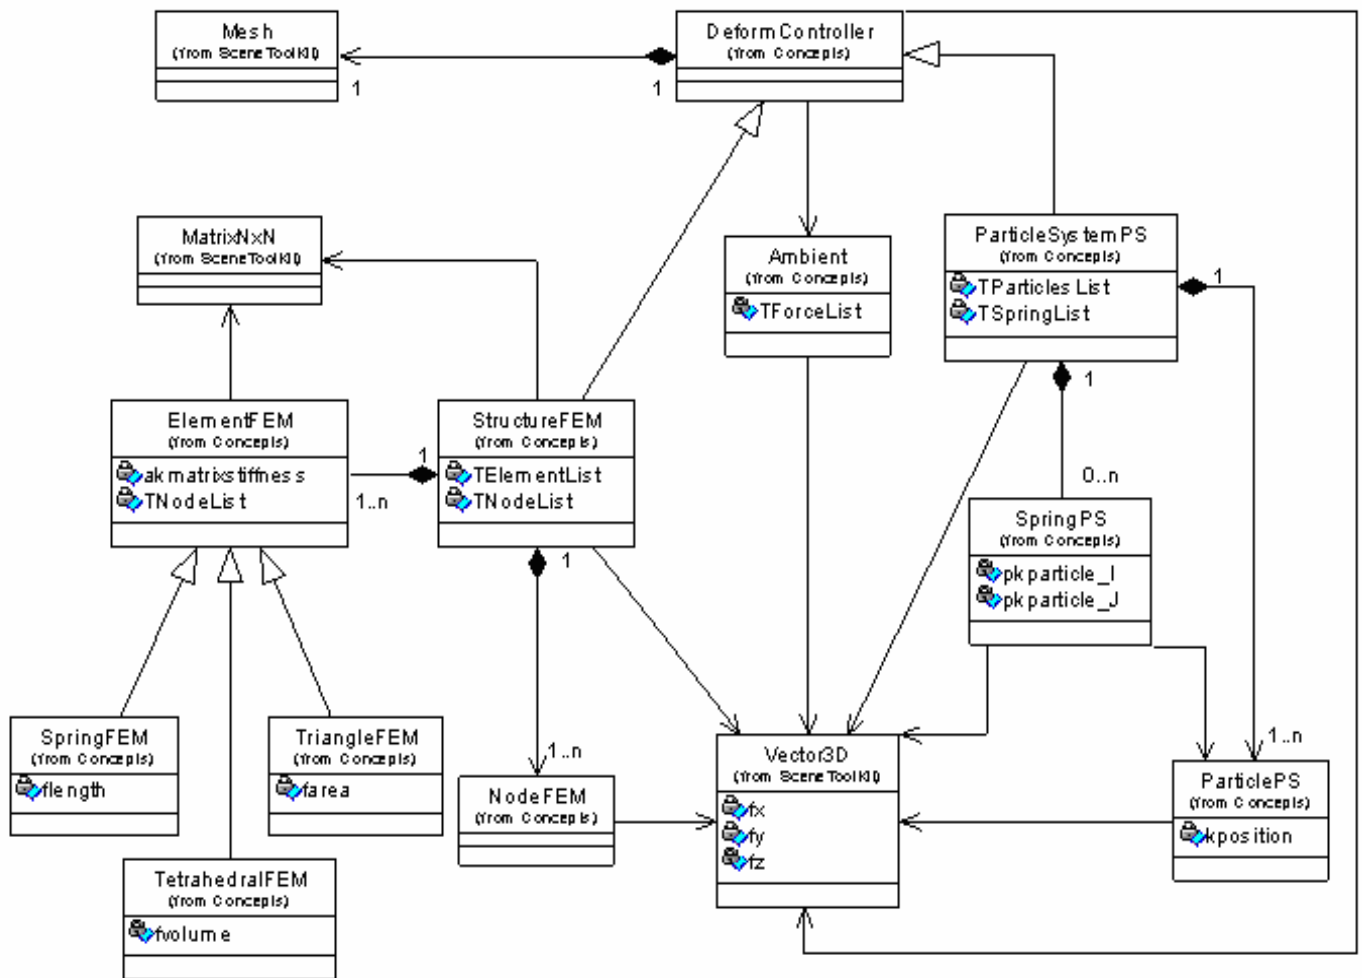 Mesh
(from SceneToolKit)
1
DeformController
(from Concepts)
1
MatrixNxN
(from SceneToolKit)
Ambient
(from Concepts)
TForceList
ParticleSystemPS
(from Concepts)
TParticlesList
TSpringList
1
1
ElementFEM
(from Concepts)
akmatrixstiffness
TNodeList
1..n
1
StructureFEM
(from Concepts)
TElementList
TNodeList
1
0..n
SpringPS
(from Concepts)
pkparticle_I
pkparticle_J
SpringFEM
(from Concepts)
flength
TriangleFEM
(from Concepts)
farea
1..n
NodeFEM
(from Concepts)
Vector3D
(from SceneToolKit)
fx
fy
fz
1..n
ParticlePS
(from Concepts)
kposition
TetrahedralFEM
(from Concepts)
fvolume